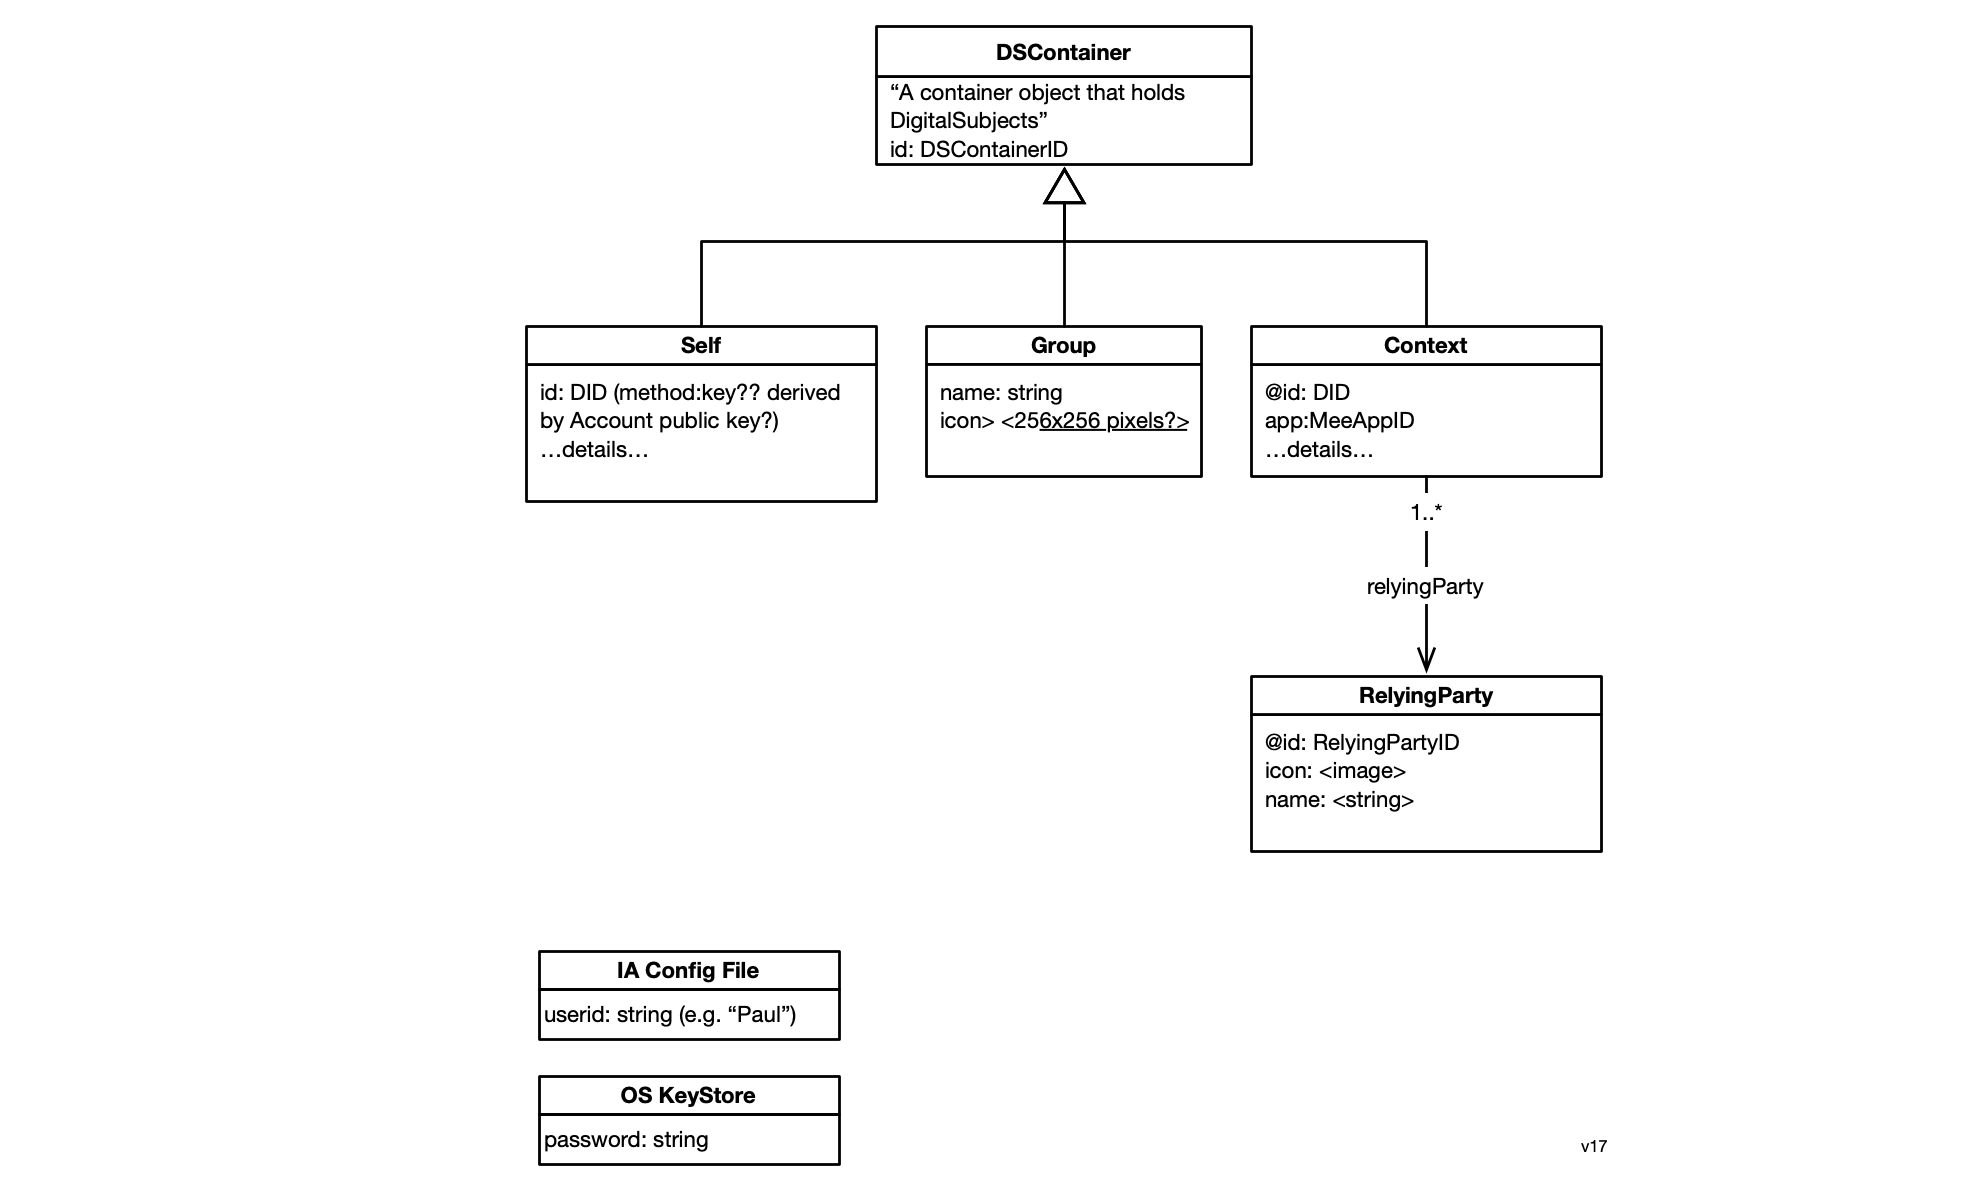 DSContainer
“A container object that holds
DigitalSubjects”
id: DSContainerID
Self
id: DID (method:key?? derived
by Account public key?)
…details…
Group
name: string
icon> <256x256 pixels?>
Context
@id: DID
app:MeeAppID
…details…
1..*
relyingParty
RelyingParty
@id: RelyingPartyID
icon: <image>
name: <string>
IA Config File
userid: string (e.g. “Paul”)
OS KeyStore
password: string
v17